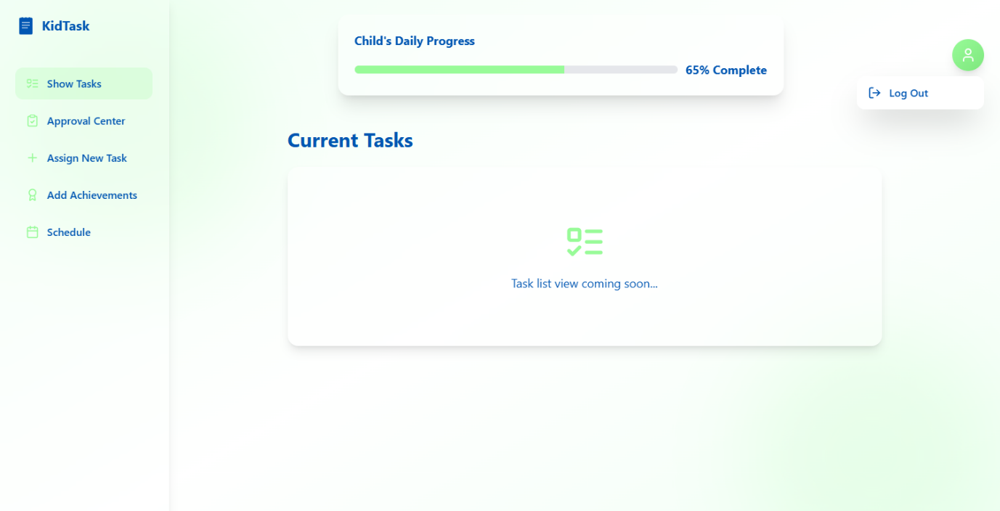 KidTask
Show Tasks
Approval Center
Assign New Task
Add Achievements
Schedule
Child's Daily Progress
65% Complete
Log Out
Current Tasks
Task list view coming soon...